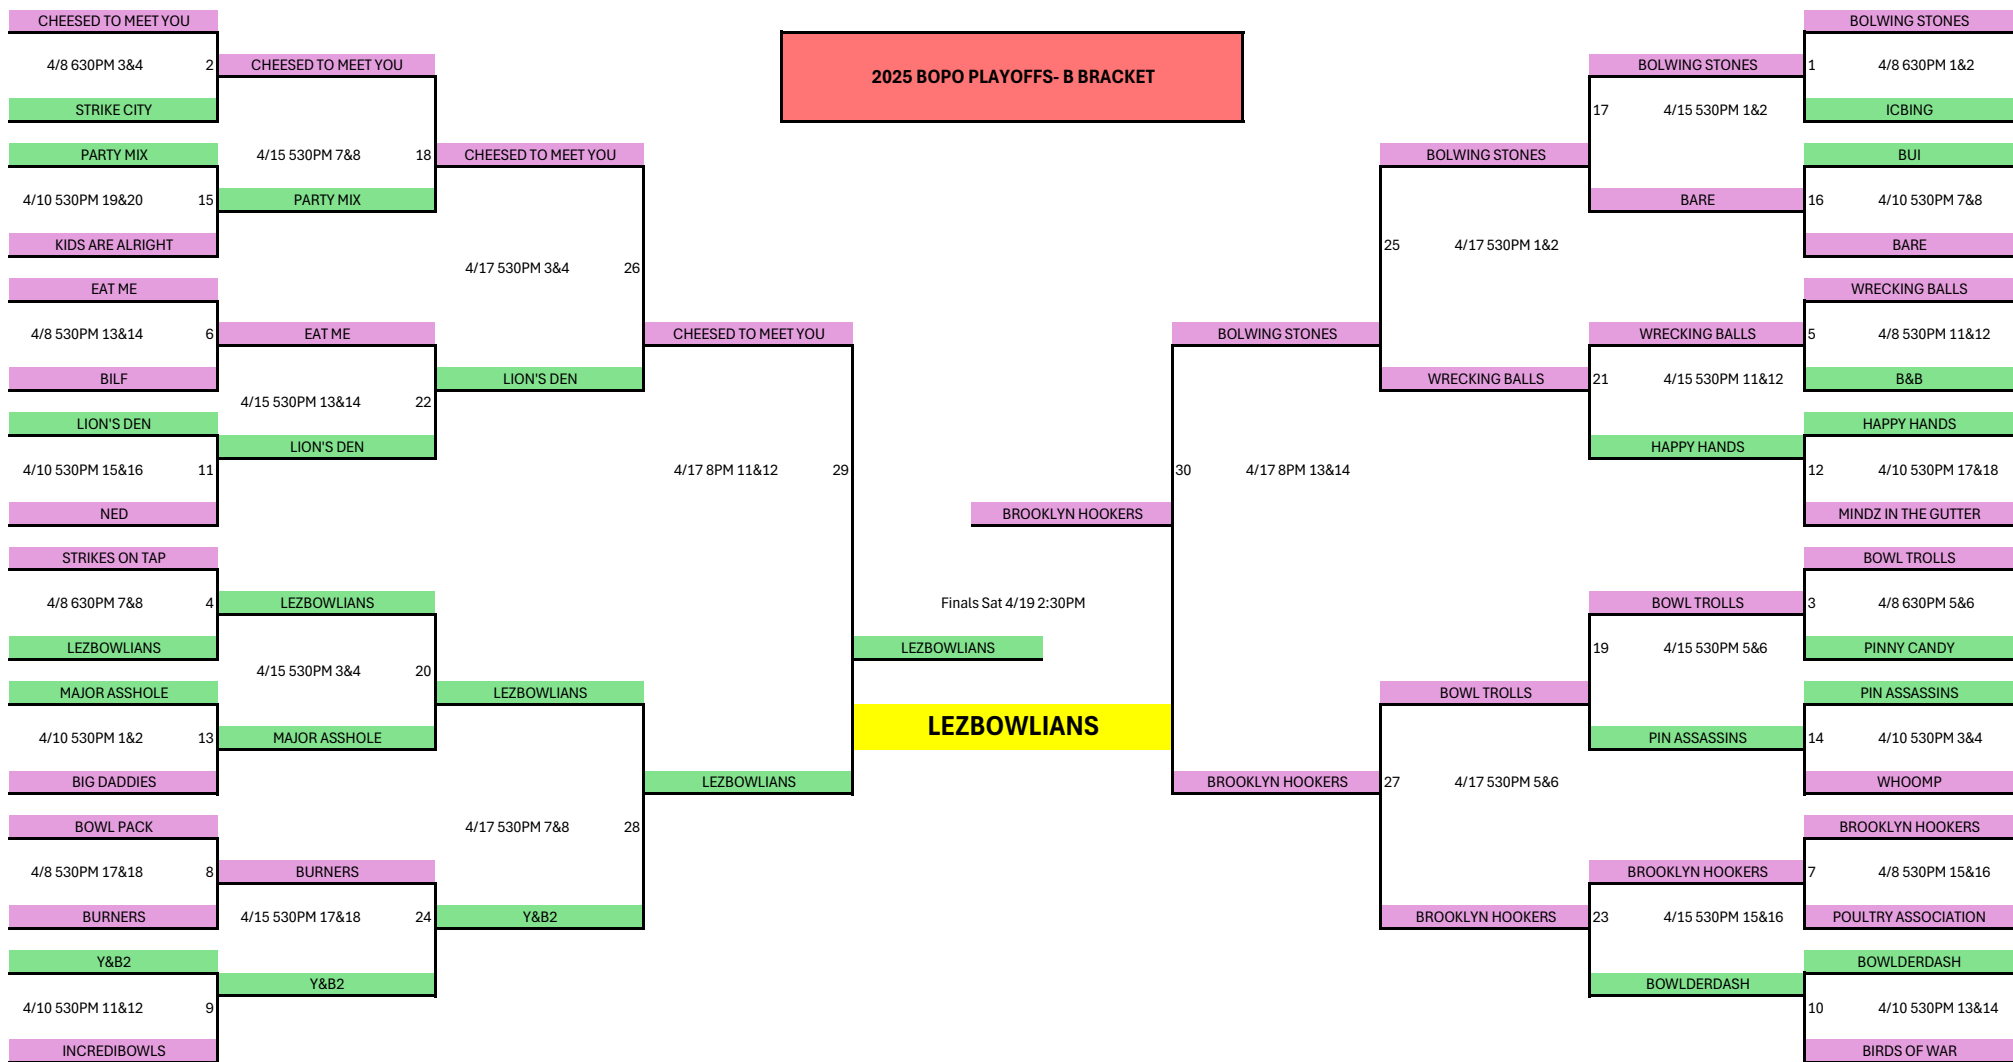 CHEESED TO MEET YOU
4/8 630PM 3&4 2
STRIKE CITY
PARTY MIX
4/10 530PM 19&20 15
KIDS ARE ALRIGHT
EAT ME
4/8 530PM 13&14 6
BILF
LION'S DEN
4/10 530PM 15&16 11
NED
STRIKES ON TAP
4/8 630PM 7&8 4
LEZBOWLIANS
MAJOR ASSHOLE
4/10 530PM 1&2 13
BIG DADDIES
BOWL PACK
4/8 530PM 17&18 8
BURNERS
Y&B2
4/10 530PM 11&12 9
INCREDIBOWLS
CHEESED TO MEET YOU
4/15 530PM 7&8 18
PARTY MIX
EAT ME
4/15 530PM 13&14 22
LION'S DEN
LEZBOWLIANS
4/15 530PM 3&4 20
MAJOR ASSHOLE
BURNERS
4/15 530PM 17&18 24
Y&B2
CHEESED TO MEET YOU
4/17 530PM 3&4 26
LION'S DEN
LEZBOWLIANS
4/17 530PM 7&8 28
Y&B2
CHEESED TO MEET YOU
4/17 8PM 11&12 29
LEZBOWLIANS
2025 BOPO PLAYOFFS- B BRACKET
BROOKLYN HOOKERS
Finals Sat 4/19 2:30PM
LEZBOWLIANS
LEZBOWLIANS
BOLWING STONES
30 4/17 8PM 13&14
BROOKLYN HOOKERS
BOLWING STONES
25 4/17 530PM 1&2
WRECKING BALLS
BOWL TROLLS
27 4/17 530PM 5&6
BROOKLYN HOOKERS
BOLWING STONES
17 4/15 530PM 1&2
BARE
WRECKING BALLS
21 4/15 530PM 11&12
HAPPY HANDS
BOWL TROLLS
19 4/15 530PM 5&6
PIN ASSASSINS
BROOKLYN HOOKERS
23 4/15 530PM 15&16
BOWLDERDASH
BOLWING STONES
1 4/8 630PM 1&2
ICBING
BUI
16 4/10 530PM 7&8
BARE
WRECKING BALLS
5 4/8 530PM 11&12
B&B
HAPPY HANDS
12 4/10 530PM 17&18
MINDZ IN THE GUTTER
BOWL TROLLS
3 4/8 630PM 5&6
PINNY CANDY
PIN ASSASSINS
14 4/10 530PM 3&4
WHOOMP
BROOKLYN HOOKERS
7 4/8 530PM 15&16
POULTRY ASSOCIATION
BOWLDERDASH
10 4/10 530PM 13&14
BIRDS OF WAR